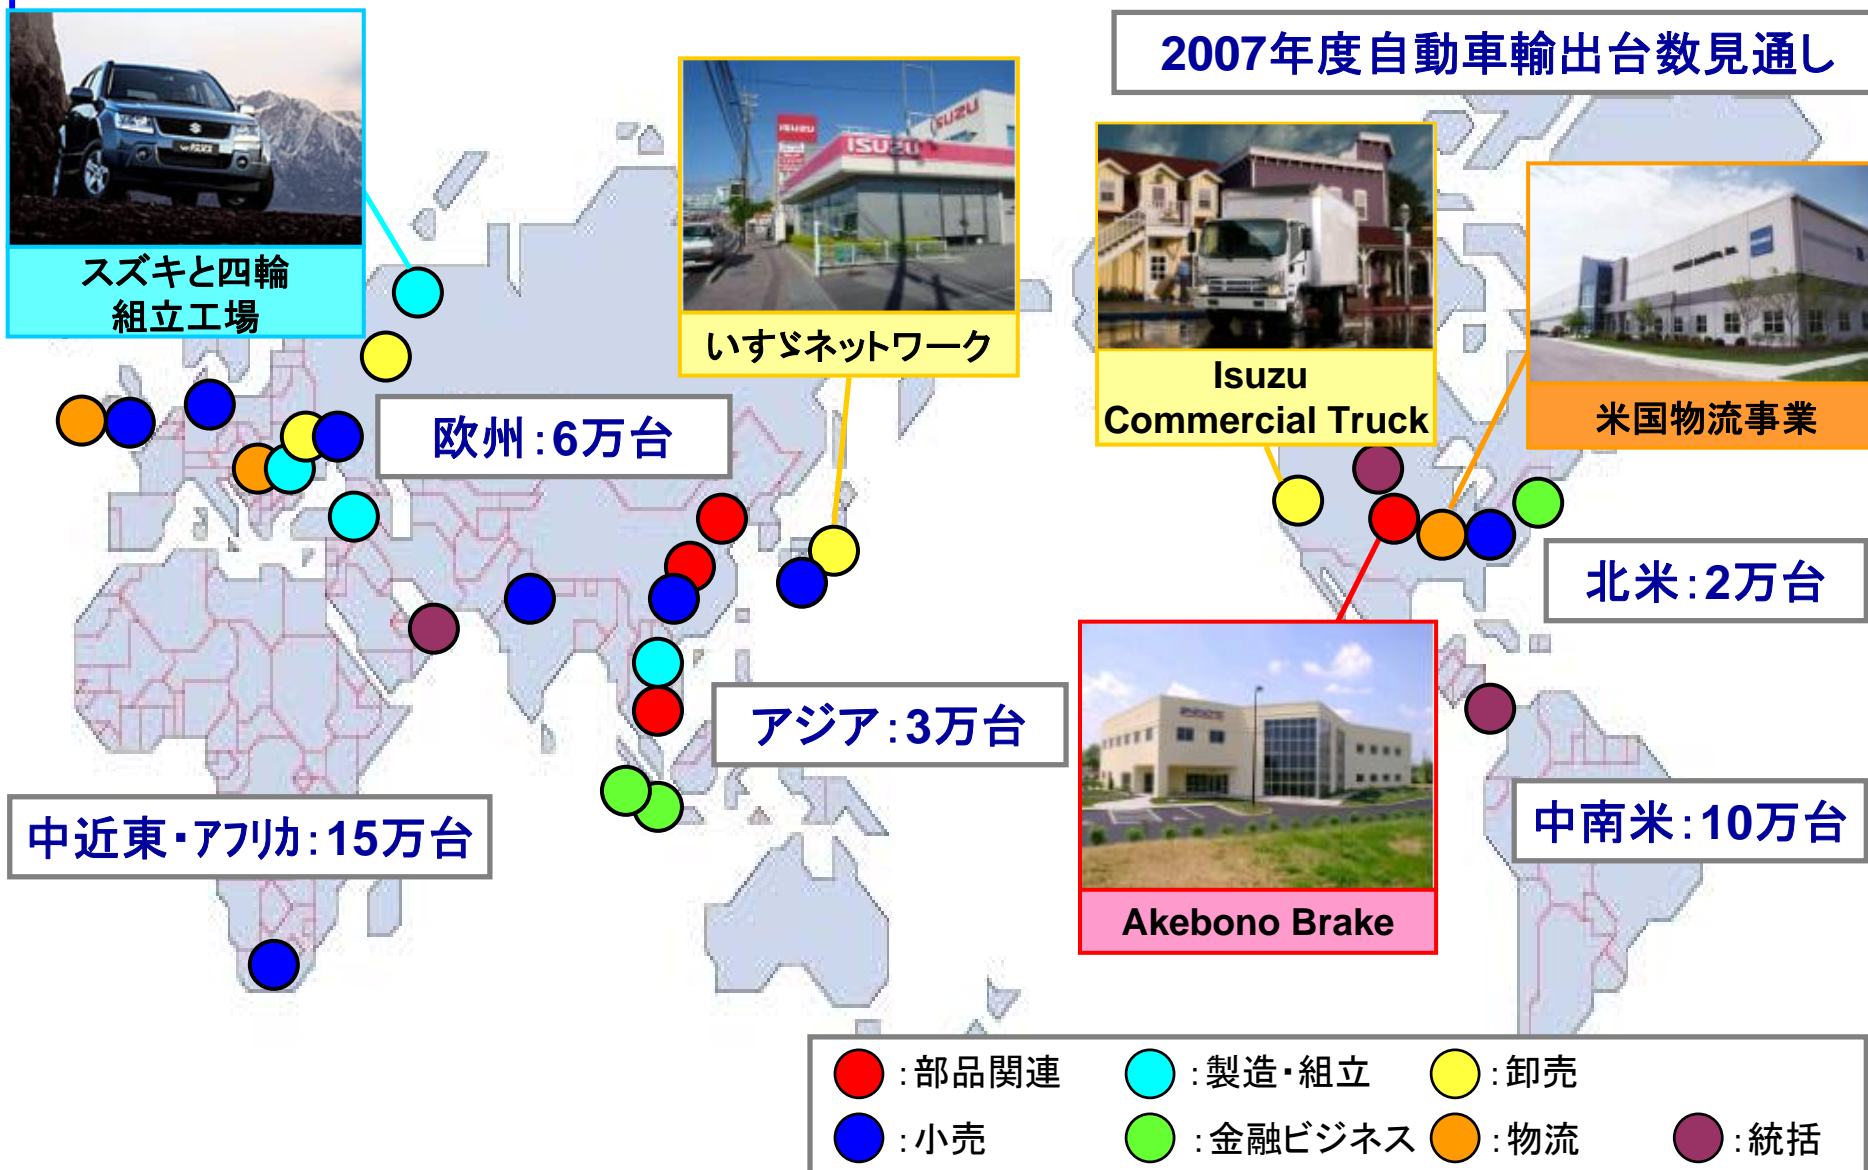 2007年度自動車輸出台数見通し
スズキと四輪
組立工場
ISUZU
ISUZU
ISUZU
いすゞネットワーク
Isuzu
Commercial Truck
米国物流事業
欧州:6万台
北米:2万台
アジア:3万台
中近東・アフリカ:15万台
中南米:10万台
Akebono Brake
:部品関連
:製造・組立
:卸売
:小売
:金融ビジネス
:物流
:統括